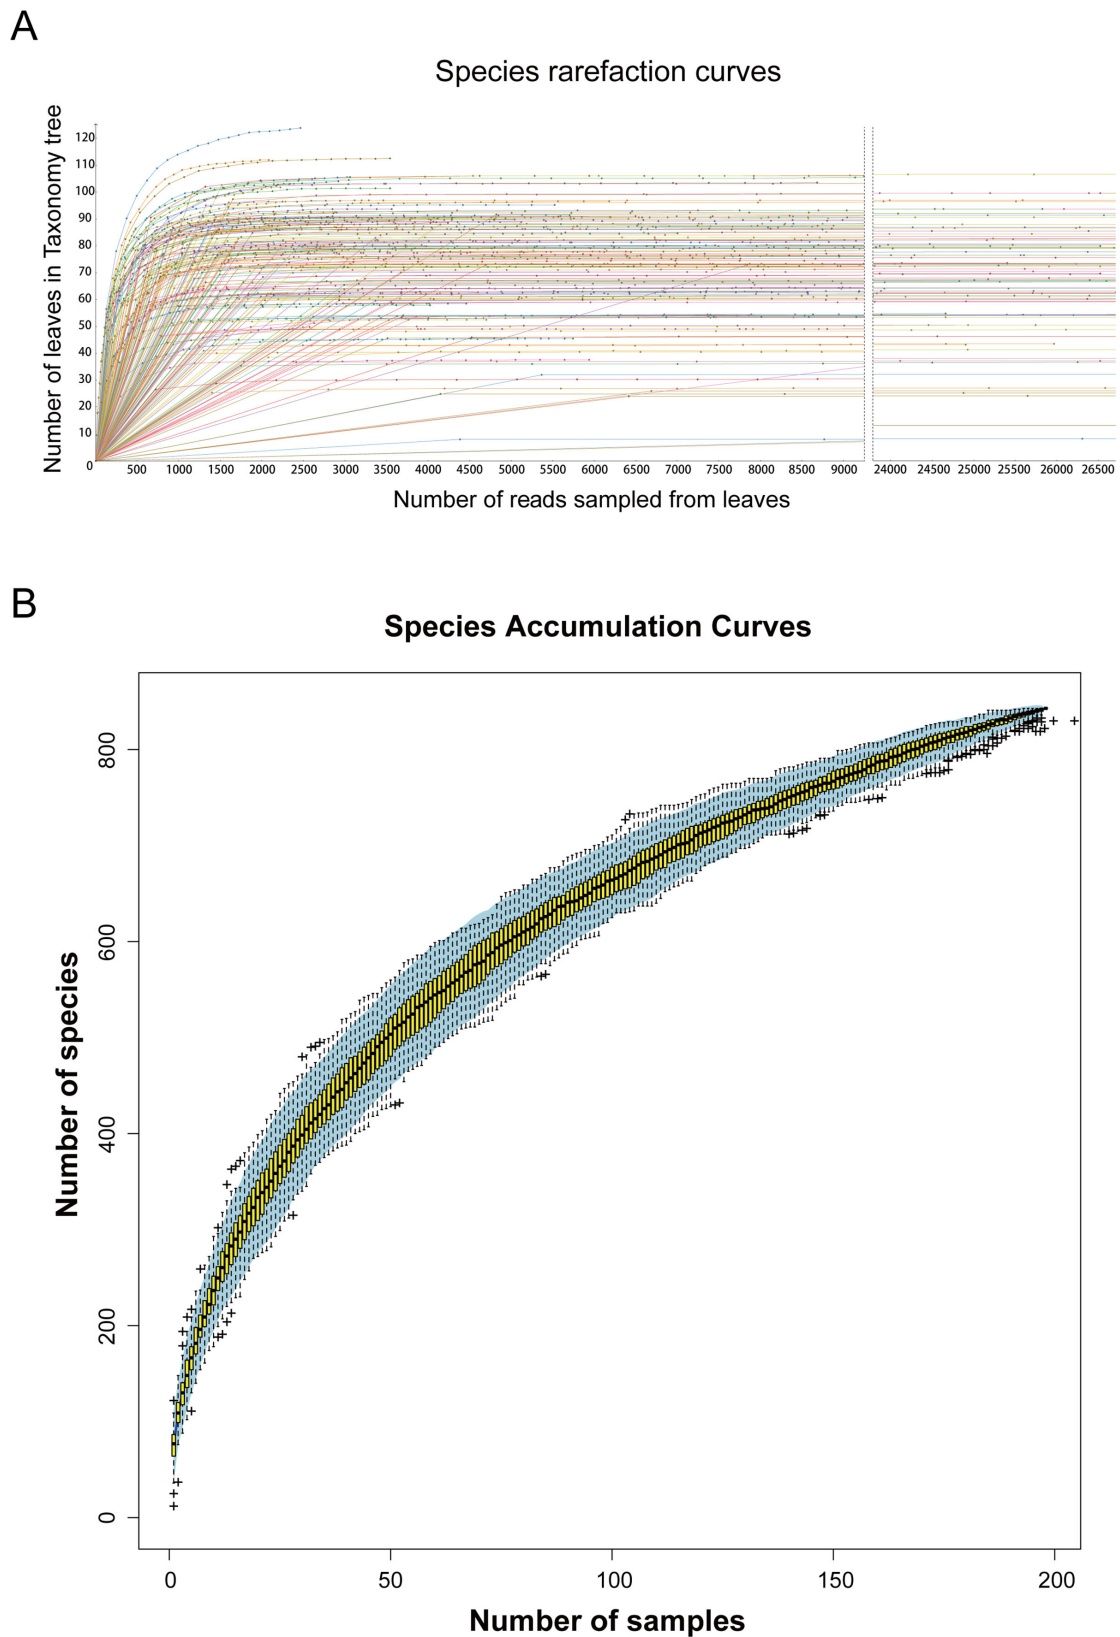 A
Species rarefaction curves
Number of leaves in Taxonomy tree
120
110
100
90
80
70
60
50
40
30
20
10
0
500 1000 1500 2000 2500 3000 3500 4000 4500 5000 5500 6000 6500 7000 7500 8000 8500 9000 24000 24500 25000 25500 26000 26500
Number of reads sampled from leaves
B
Species Accumulation Curves
Number of species
800
600
400
200
0
0 50 100 150 200
Number of samples